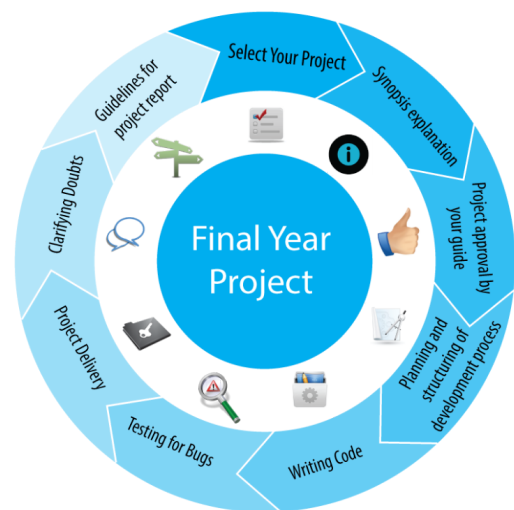 Final Year
Project
Select Your Project
Synopsis explanation
Project approval by
your guide
Planning and
structuring of
development process
Writing Code
Testing for Bugs
Project Delivery
Clarifying Doubts
Guidelines for
project report